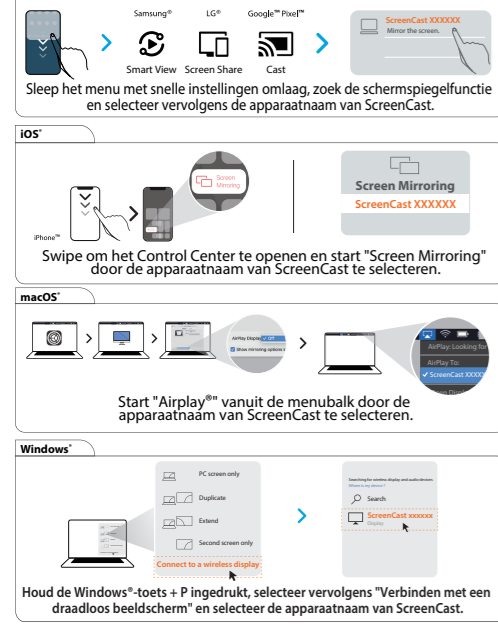 Samsung® LG® Google™ Pixel™
Smart View Screen Share Cast
ScreenCast XXXXXX
Mirror the screen.
Sleep het menu met snelle instellingen omlaag, zoek de schermspiegelfunctie
en selecteer vervolgens de apparaatnaam van ScreenCast.
iOS*
iPhone™
Screen
Mirroring
Screen Mirroring
ScreenCast XXXXXX
Swipe om het Control Center te openen en start "Screen Mirroring"
door de apparaatnaam van ScreenCast te selecteren.
macOS*
AirPlay Display: ✓ Off
Show mirroring options
AirPlay: Looking for
AirPlay To:
✓ ScreenCast XXXX
Start "Airplay®" vanuit de menubalk door de
apparaatnaam van ScreenCast te selecteren.
Windows*
PC screen only
Duplicate
Extend
Second screen only
Connect to a wireless display
Searching for wireless display and audio devices
Where is my device?
Search
ScreenCast xxxxxx
Display
Houd de Windows®-toets + P ingedrukt, selecteer vervolgens "Verbinden met een
draadloos beeldscherm" en selecteer de apparaatnaam van ScreenCast.